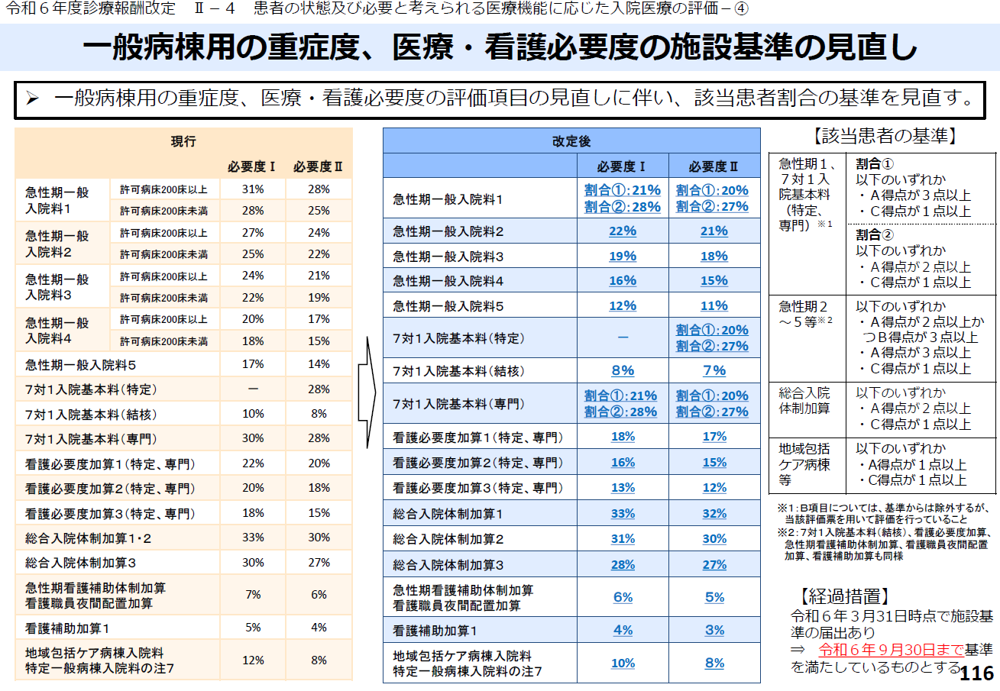 令和６年度診療報酬改定　Ⅱ－４　患者の状態及び必要と考えられる医療機能に応じた入院医療の評価－④
一般病棟用の重症度、医療・看護必要度の施設基準の見直し
➢ 一般病棟用の重症度、医療・看護必要度の評価項目の見直しに伴い、該当患者割合の基準を見直す。
現行
必要度Ⅰ 必要度Ⅱ
急性期一般入院料1 許可病床200床以上 31% 28%
許可病床200床未満 28% 25%
急性期一般入院料2 許可病床200床以上 27% 24%
許可病床200床未満 25% 22%
急性期一般入院料3 許可病床200床以上 24% 21%
許可病床200床未満 22% 19%
急性期一般入院料4 許可病床200床以上 20% 17%
許可病床200床未満 18% 15%
急性期一般入院料5 17% 14%
7対1入院基本料（特定） － 28%
7対1入院基本料（結核） 10% 8%
7対1入院基本料（専門） 30% 28%
看護必要度加算1（特定、専門） 22% 20%
看護必要度加算2（特定、専門） 20% 18%
看護必要度加算3（特定、専門） 18% 15%
総合入院体制加算1・2 33% 30%
総合入院体制加算3 30% 27%
急性期看護補助体制加算
看護職員夜間配置加算 7% 6%
看護補助加算1 5% 4%
地域包括ケア病棟入院料
特定一般病棟入院料の注7 12% 8%
改定後
必要度Ⅰ 必要度Ⅱ
急性期一般入院料1 割合①：21% 割合①：20%
割合②：28% 割合②：27%
急性期一般入院料2 22% 21%
急性期一般入院料3 19% 18%
急性期一般入院料4 16% 15%
急性期一般入院料5 12% 11%
7対1入院基本料（特定） － 割合①：20%
割合②：27%
7対1入院基本料（結核） 8% 7%
7対1入院基本料（専門） 割合①：21% 割合①：20%
割合②：28% 割合②：27%
看護必要度加算1（特定、専門） 18% 17%
看護必要度加算2（特定、専門） 16% 15%
看護必要度加算3（特定、専門） 13% 12%
総合入院体制加算1 33% 32%
総合入院体制加算2 31% 30%
総合入院体制加算3 28% 27%
急性期看護補助体制加算
看護職員夜間配置加算 6% 5%
看護補助加算1 4% 3%
地域包括ケア病棟入院料
特定一般病棟入院料の注7 10% 8%
【該当患者の基準】
急性期１、
７対１入
院基本料
（特定、
専門）※1
割合①
以下のいずれか
・Ａ得点が３点以上
・Ｃ得点が１点以上
割合②
以下のいずれか
・Ａ得点が２点以上
・Ｃ得点が１点以上
急性期２
～５等※2
以下のいずれか
・Ａ得点が２点以上か
つＢ得点が３点以上
・Ａ得点が３点以上
・Ｃ得点が１点以上
総合入院
体制加算
以下のいずれか
・Ａ得点が２点以上
・Ｃ得点が１点以上
地域包括
ケア病棟
等
以下のいずれか
・A得点が１点以上
・C得点が１点以上
※1：B項目については、基準からは除外するが、
当該評価票を用いて評価を行っていること
※2：7対1入院基本料（結核）、看護必要度加算、
急性期看護補助体制加算、看護職員夜間配置
加算、看護補助加算も同様
【経過措置】
令和６年３月31日時点で施設基
準の届出あり
⇒　令和６年９月30日まで基準
を満たしているものとする。
116